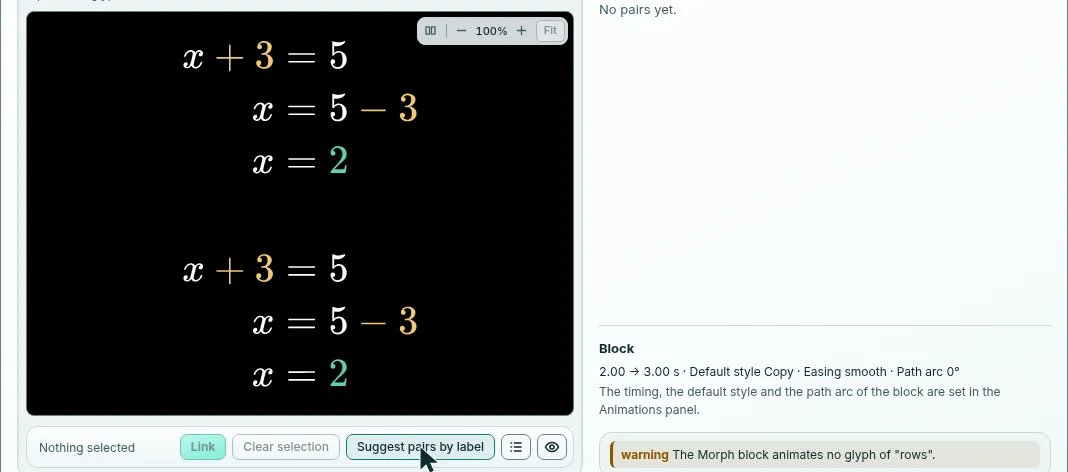 No pairs yet.
100%
Fit
x + 3 = 5
x = 5 − 3
x = 2
x + 3 = 5
x = 5 − 3
x = 2
Block
2.00 → 3.00 s · Default style Copy · Easing smooth · Path arc 0°
The timing, the default style and the path arc of the block are set in the
Animations panel.
Nothing selected
Link
Clear selection
Suggest pairs by label
warning The Morph block animates no glyph of "rows".